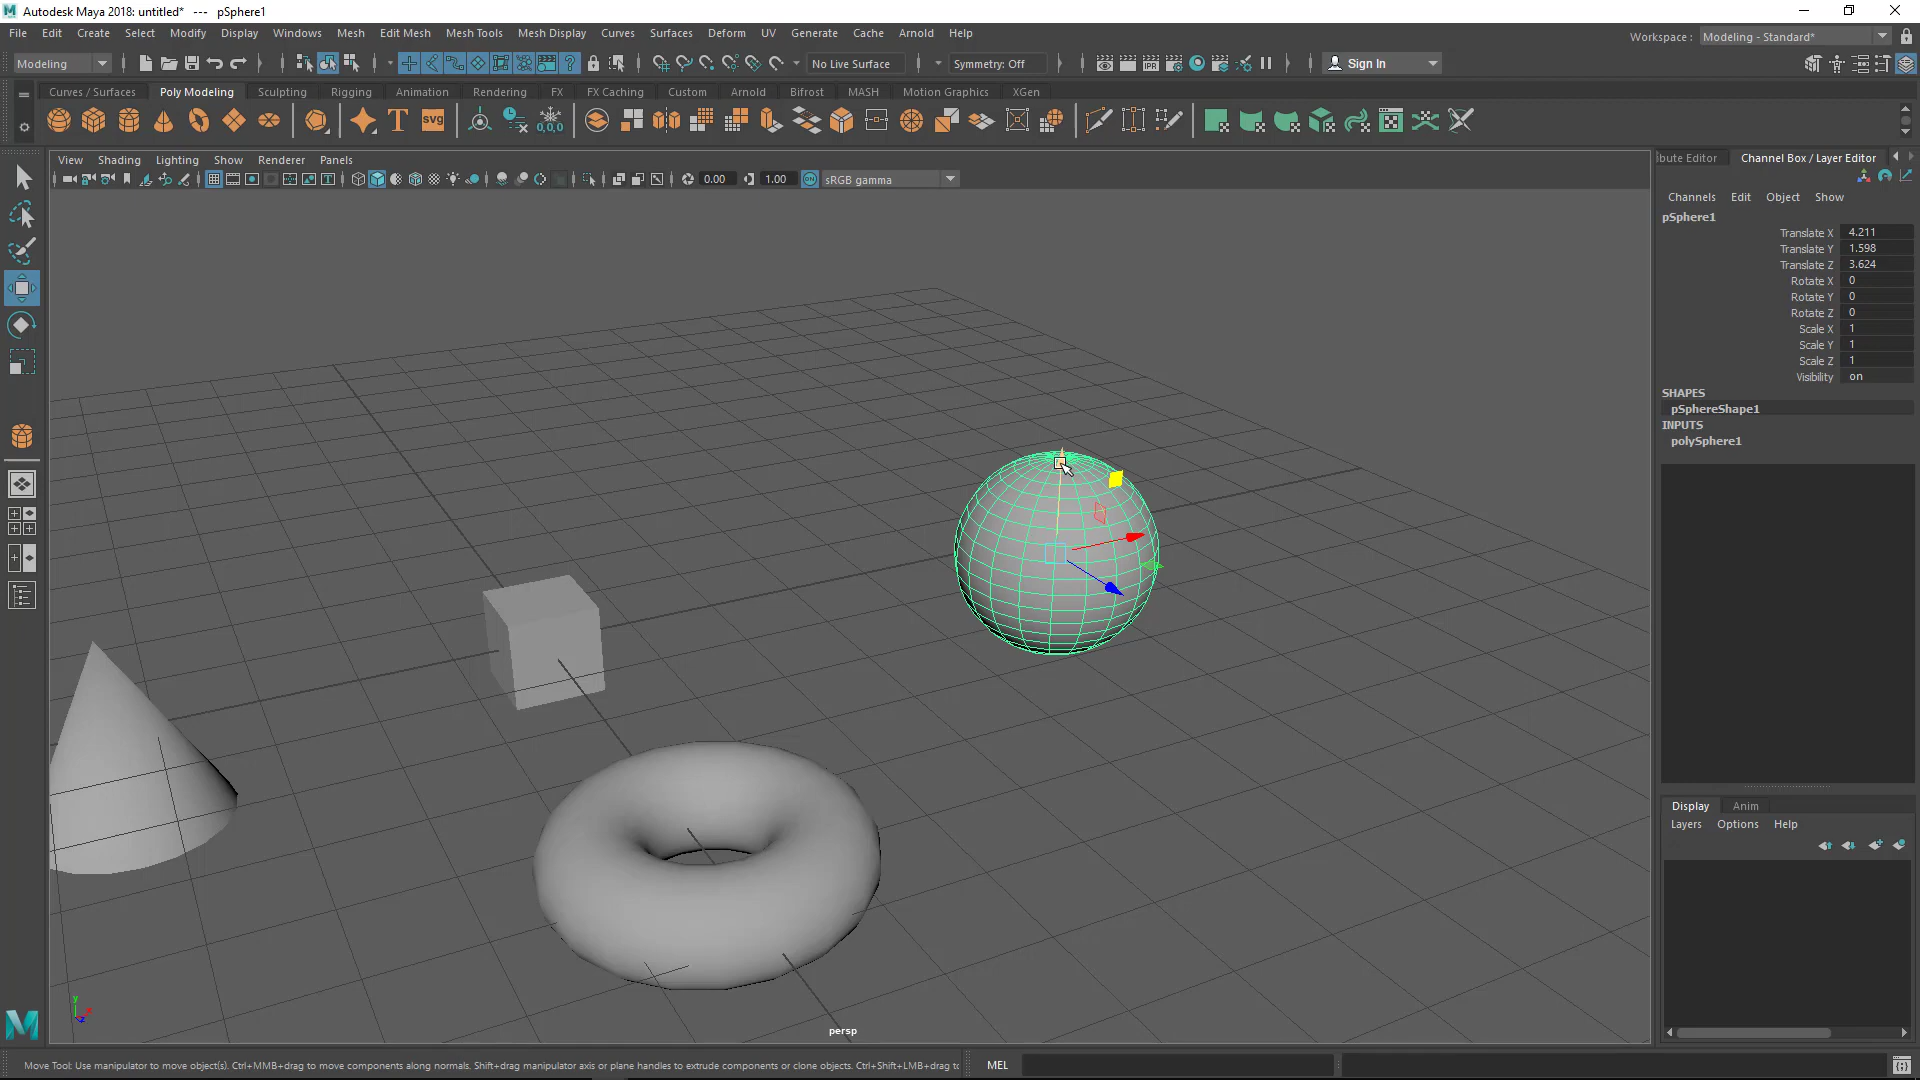 Autodesk Maya 2018: untitled* --- pSphere1
File Edit Create Select Modify Display Windows Mesh Edit Mesh Mesh Tools Mesh Display Curves Surfaces Deform UV Generate Cache Arnold Help
Workspace : Modeling - Standard*
Modeling No Live Surface Symmetry: Off Sign In
Curves / Surfaces Poly Modeling Sculpting Rigging Animation Rendering FX FX Caching Custom Arnold Bifrost MASH Motion Graphics XGen
T svg 0,0,0
View Shading Lighting Show Renderer Panels
0.00 1.00 ON sRGB gamma
bute Editor Channel Box / Layer Editor
Channels Edit Object Show
pSphere1
Translate X 4.211
Translate Y 1.598
Translate Z 3.624
Rotate X 0
Rotate Y 0
Rotate Z 0
Scale X 1
Scale Y 1
Scale Z 1
Visibility on
SHAPES
pSphereShape1
INPUTS
polySphere1
Display Anim
Layers Options Help
y
x
z
persp
Move Tool: Use manipulator to move object(s). Ctrl+MMB+drag to move components along normals. Shift+drag manipulator axis or plane handles to extrude components or clone objects. Ctrl+Shift+LMB+drag to
MEL